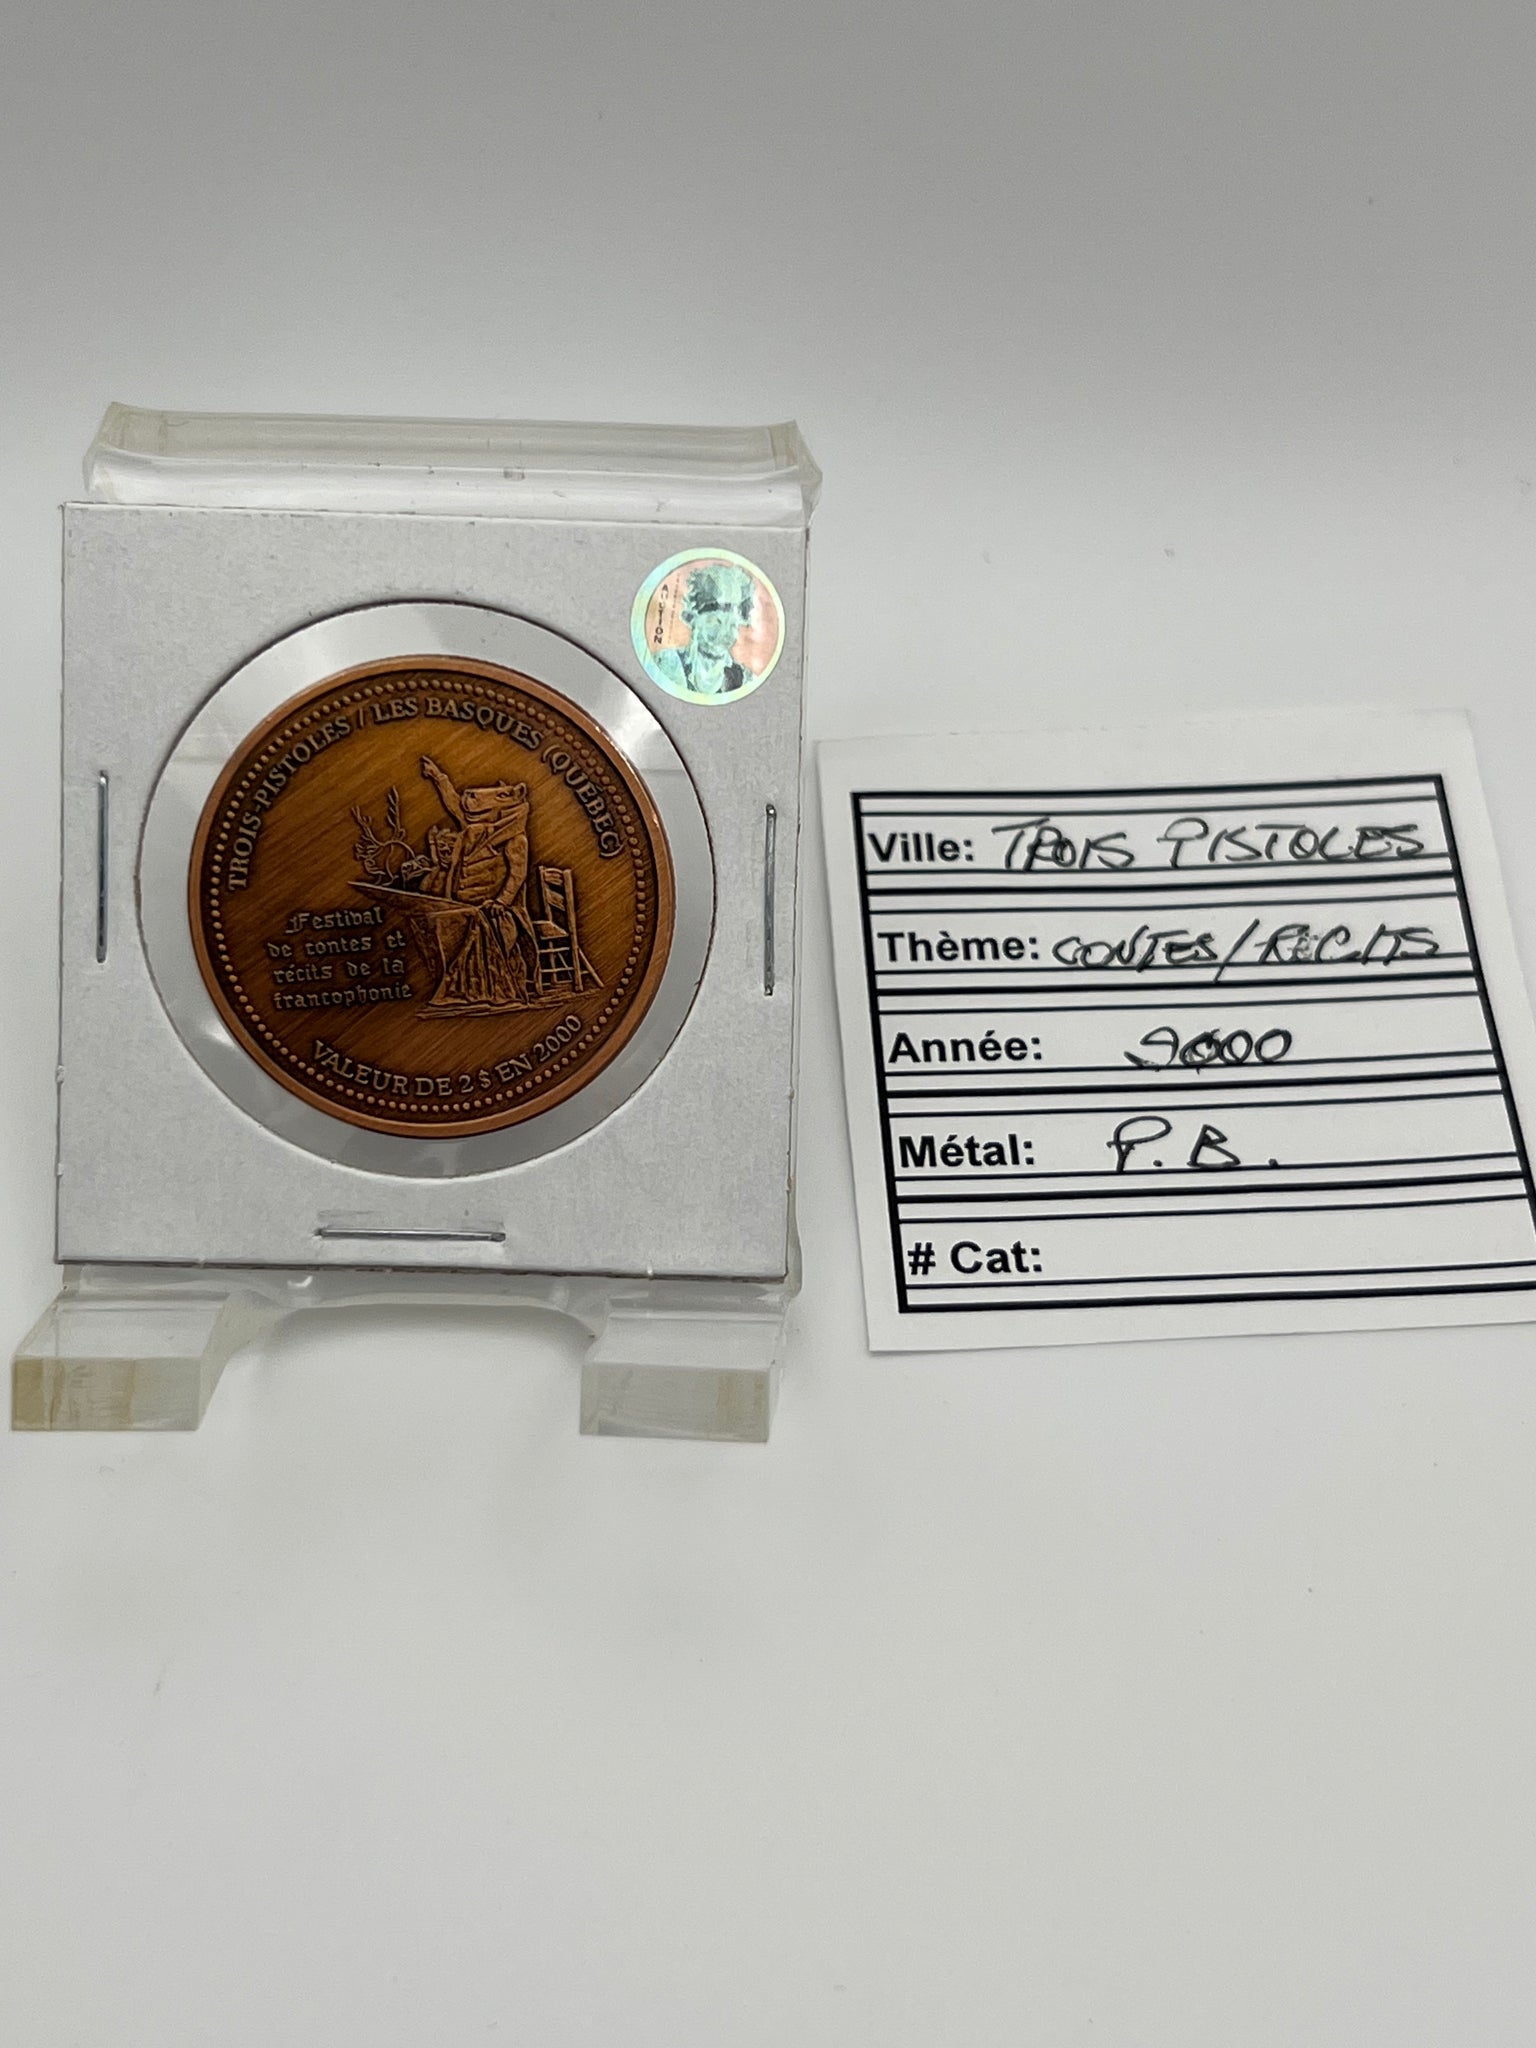 TROIS-PISTOLES / LES BASQUES (QUÉBEC)
Festival
de contes et
récits de la
francophonie
VALEUR DE 2 $ EN 2000
Ville: TROIS PISTOLES
Thème: CONTES/RECITS
Année: 2000
Métal: P.B.
# Cat: